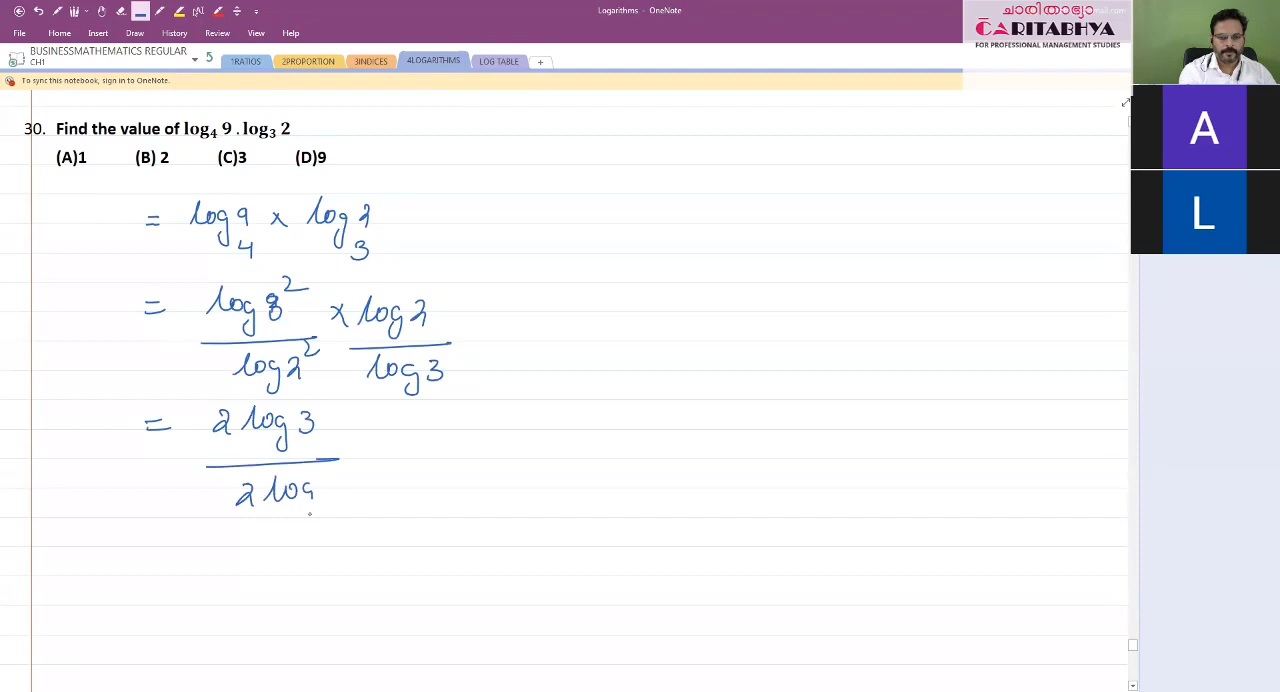 Logarithms - OneNote
ചാരിതാഭ്യാ
mail.com
CARITABHYA
FOR PROFESSIONAL MANAGEMENT STUDIES
File Home Insert Draw History Review View Help
BUSINESSMATHEMATICS REGULAR
CH1
1RATIOS 2PROPORTION 3INDICES 4LOGARITHMS LOG TABLE +
To sync this notebook, sign in to OneNote.
A
L
30. Find the value of log₄ 9 . log₃ 2
(A)1 (B) 2 (C)3 (D)9
= log₄ 9 × log₃ 2
= log 3² × log 2
log 2² log 3
= 2 log 3
2 log